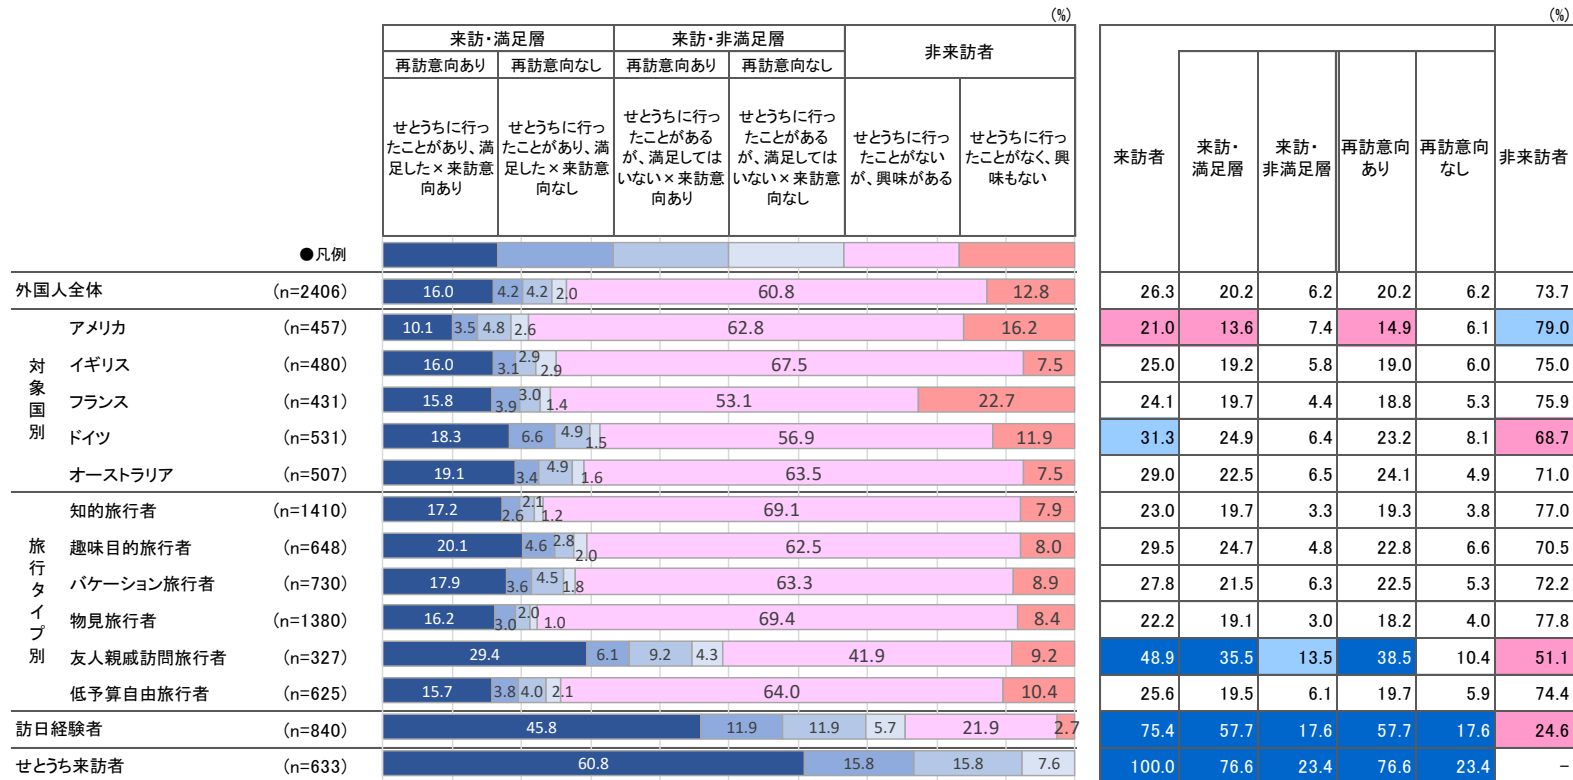 (%)
(%)
来訪・満足層 来訪・非満足層 非来訪者
再訪意向あり 再訪意向なし 再訪意向あり 再訪意向なし
せとうちに行ったことがあり、満足した×来訪意向あり
せとうちに行ったことがあり、満足した×来訪意向なし
せとうちに行ったことがあるが、満足してはいない×来訪意向あり
せとうちに行ったことがあるが、満足してはいない×来訪意向なし
せとうちに行ったことがないが、興味がある
せとうちに行ったことがなく、興味もない
来訪者 来訪・満足層 来訪・非満足層 再訪意向あり 再訪意向なし 非来訪者
●凡例
外国人全体 (n=2406) 16.0 4.2 4.2 2.0 60.8 12.8 26.3 20.2 6.2 20.2 6.2 73.7
対象国別
アメリカ (n=457) 10.1 3.5 4.8 2.6 62.8 16.2 21.0 13.6 7.4 14.9 6.1 79.0
イギリス (n=480) 16.0 3.1 2.9 2.9 67.5 7.5 25.0 19.2 5.8 19.0 6.0 75.0
フランス (n=431) 15.8 3.9 3.0 1.4 53.1 22.7 24.1 19.7 4.4 18.8 5.3 75.9
ドイツ (n=531) 18.3 6.6 4.9 1.5 56.9 11.9 31.3 24.9 6.4 23.2 8.1 68.7
オーストラリア (n=507) 19.1 3.4 4.9 1.6 63.5 7.5 29.0 22.5 6.5 24.1 4.9 71.0
旅行タイプ別
知的旅行者 (n=1410) 17.2 2.6 2.1 1.2 69.1 7.9 23.0 19.7 3.3 19.3 3.8 77.0
趣味目的旅行者 (n=648) 20.1 4.6 2.8 2.0 62.5 8.0 29.5 24.7 4.8 22.8 6.6 70.5
バケーション旅行者 (n=730) 17.9 3.6 4.5 1.8 63.3 8.9 27.8 21.5 6.3 22.5 5.3 72.2
物見旅行者 (n=1380) 16.2 3.0 2.0 1.0 69.4 8.4 22.2 19.1 3.0 18.2 4.0 77.8
友人親戚訪問旅行者 (n=327) 29.4 6.1 9.2 4.3 41.9 9.2 48.9 35.5 13.5 38.5 10.4 51.1
低予算自由旅行者 (n=625) 15.7 3.8 4.0 2.1 64.0 10.4 25.6 19.5 6.1 19.7 5.9 74.4
訪日経験者 (n=840) 45.8 11.9 11.9 5.7 21.9 2.7 75.4 57.7 17.6 57.7 17.6 24.6
せとうち来訪者 (n=633) 60.8 15.8 15.8 7.6 100.0 76.6 23.4 76.6 23.4 –